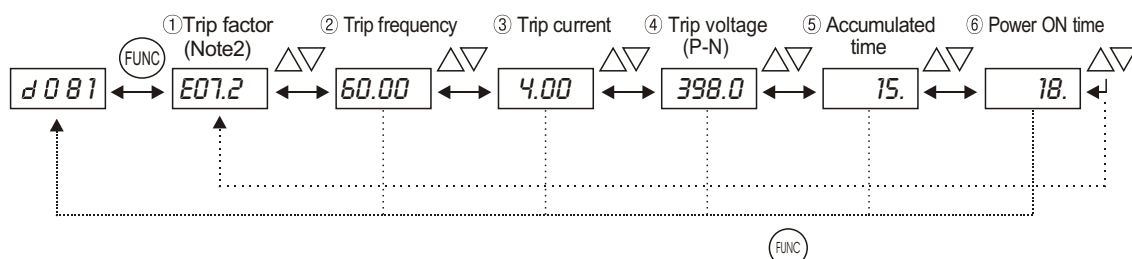 ①Trip factor
(Note2)
② Trip frequency
③ Trip current
④ Trip voltage
(P-N)
⑤ Accumulated
time
⑥ Power ON time
FUNC
d081
E07.2
60.00
4.00
398.0
15.
18.
FUNC